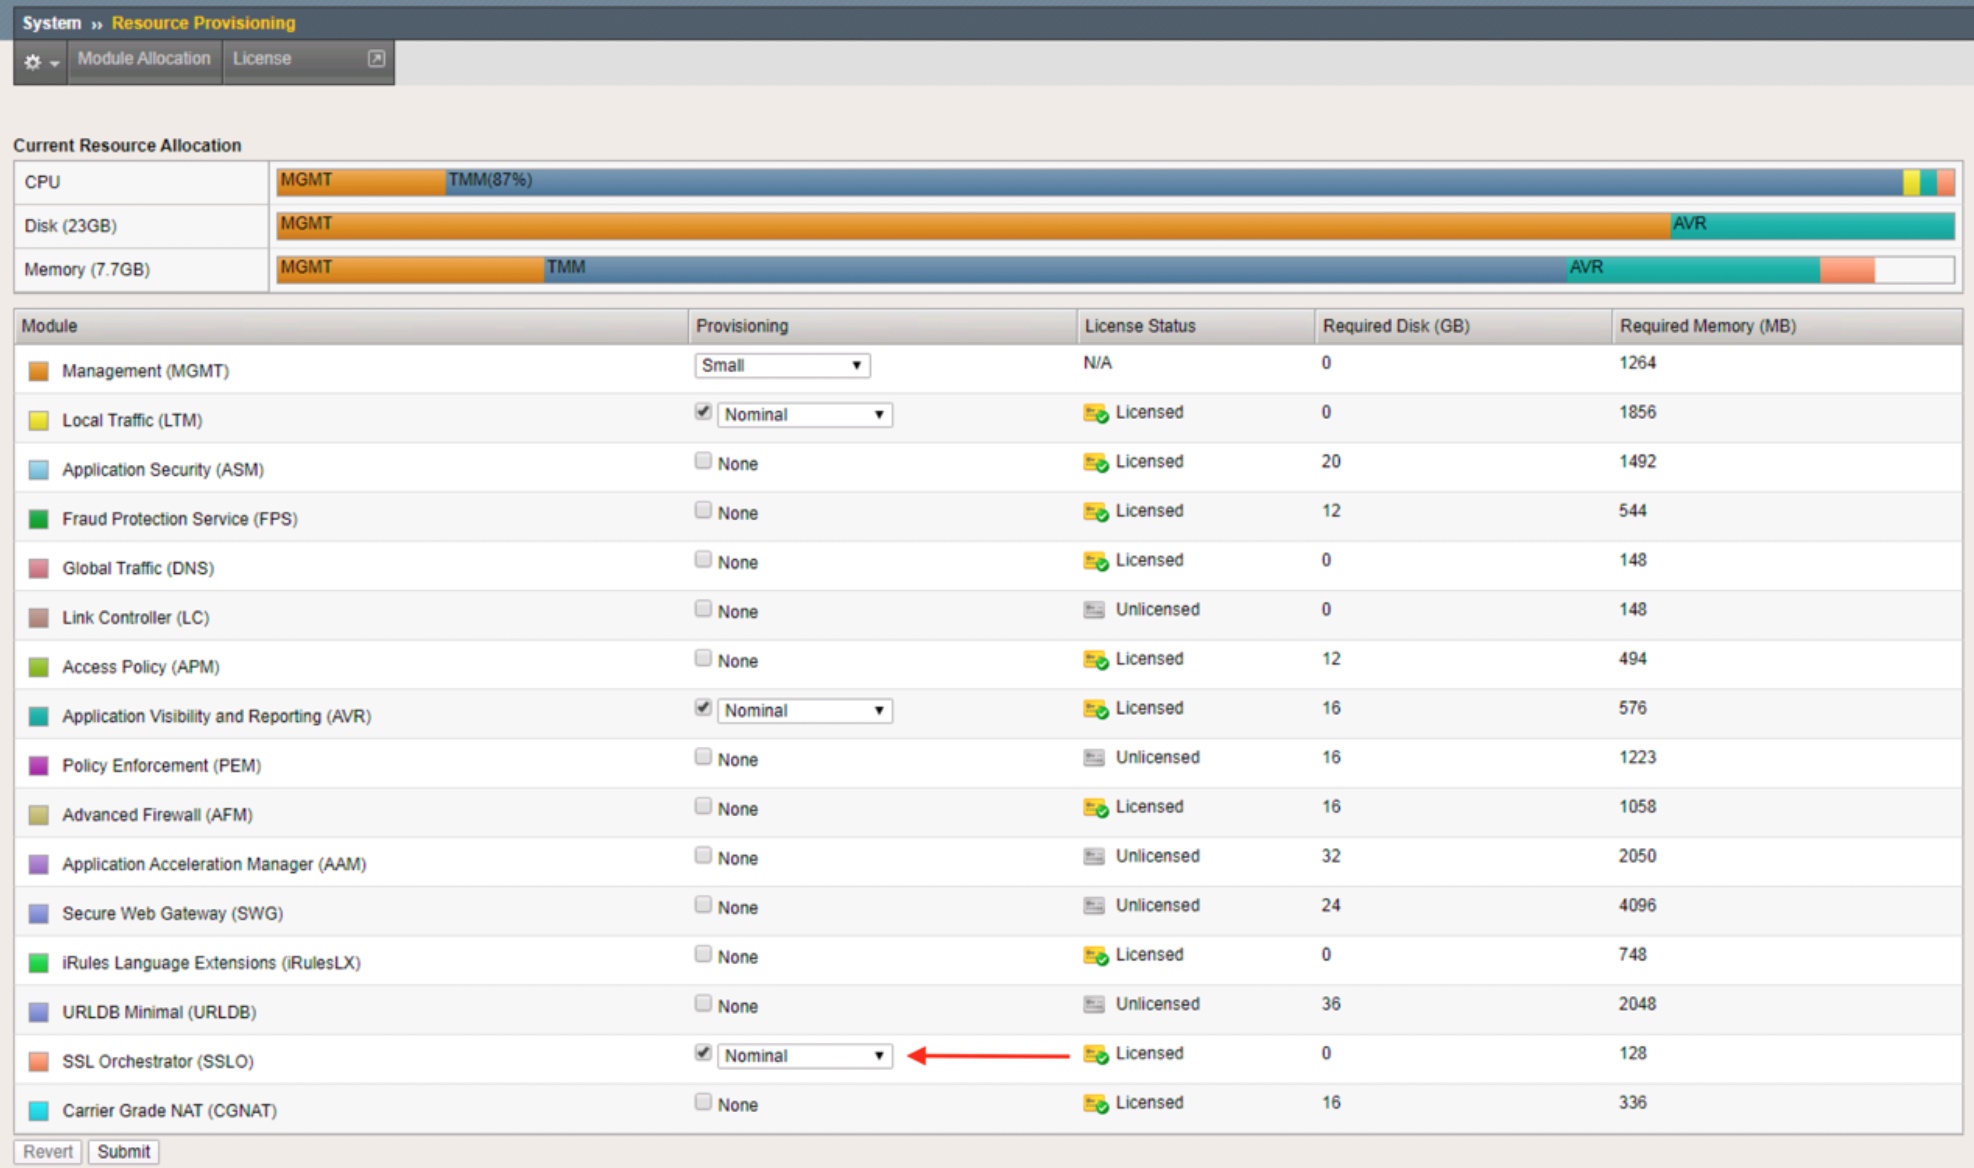 System » Resource Provisioning
Module Allocation License
Current Resource Allocation
CPU MGMT TMM(87%)
Disk (23GB) MGMT AVR
Memory (7.7GB) MGMT TMM AVR
Module Provisioning License Status Required Disk (GB) Required Memory (MB)
Management (MGMT) Small N/A 0 1264
Local Traffic (LTM) Nominal Licensed 0 1856
Application Security (ASM) None Licensed 20 1492
Fraud Protection Service (FPS) None Licensed 12 544
Global Traffic (DNS) None Licensed 0 148
Link Controller (LC) None Unlicensed 0 148
Access Policy (APM) None Licensed 12 494
Application Visibility and Reporting (AVR) Nominal Licensed 16 576
Policy Enforcement (PEM) None Unlicensed 16 1223
Advanced Firewall (AFM) None Licensed 16 1058
Application Acceleration Manager (AAM) None Unlicensed 32 2050
Secure Web Gateway (SWG) None Unlicensed 24 4096
iRules Language Extensions (iRulesLX) None Licensed 0 748
URLDB Minimal (URLDB) None Unlicensed 36 2048
SSL Orchestrator (SSLO) Nominal Licensed 0 128
Carrier Grade NAT (CGNAT) None Licensed 16 336
Revert Submit